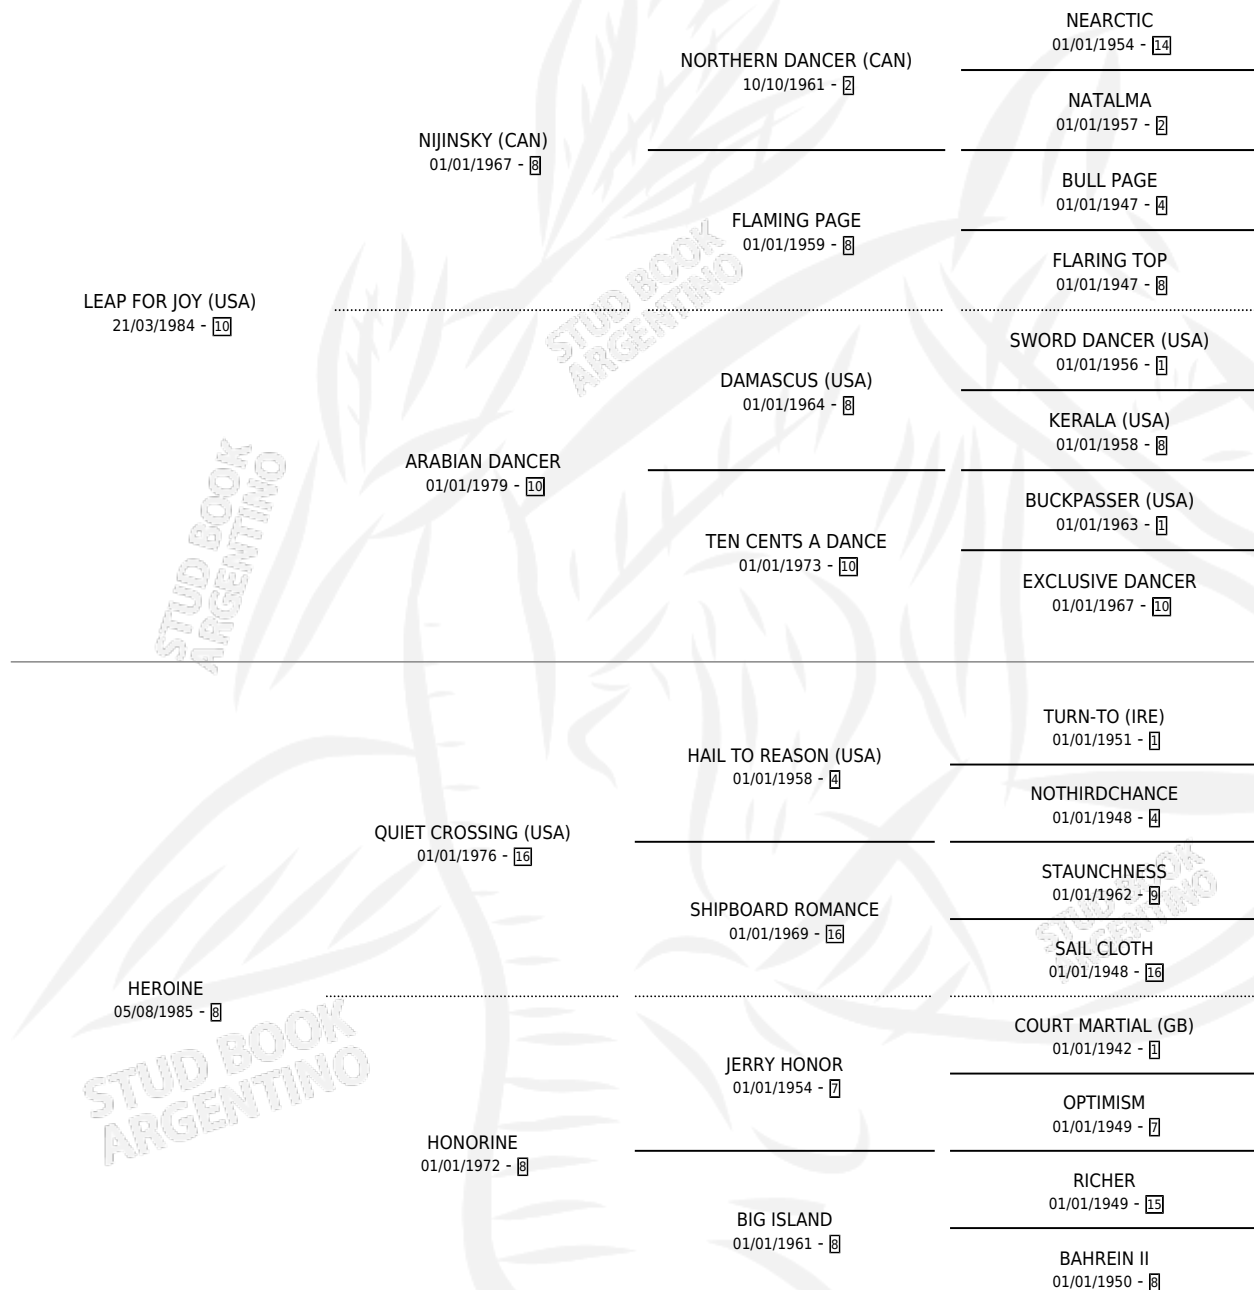 NEARCTIC
01/01/1954 - 14
NORTHERN DANCER (CAN)
10/10/1961 - 2
NATALMA
01/01/1957 - 2
NIJINSKY (CAN)
01/01/1967 - 8
BULL PAGE
01/01/1947 - 4
FLAMING PAGE
01/01/1959 - 8
FLARING TOP
01/01/1947 - 8
LEAP FOR JOY (USA)
21/03/1984 - 10
SWORD DANCER (USA)
01/01/1956 - 1
DAMASCUS (USA)
01/01/1964 - 8
KERALA (USA)
01/01/1958 - 8
ARABIAN DANCER
01/01/1979 - 10
BUCKPASSER (USA)
01/01/1963 - 1
TEN CENTS A DANCE
01/01/1973 - 10
EXCLUSIVE DANCER
01/01/1967 - 10
TURN-TO (IRE)
01/01/1951 - 1
HAIL TO REASON (USA)
01/01/1958 - 4
NOTHIRDCHANCE
01/01/1948 - 4
QUIET CROSSING (USA)
01/01/1976 - 16
STAUNCHNESS
01/01/1962 - 9
SHIPBOARD ROMANCE
01/01/1969 - 16
SAIL CLOTH
01/01/1948 - 16
HEROINE
05/08/1985 - 8
COURT MARTIAL (GB)
01/01/1942 - 1
JERRY HONOR
01/01/1954 - 7
OPTIMISM
01/01/1949 - 7
HONORINE
01/01/1972 - 8
RICHER
01/01/1949 - 15
BIG ISLAND
01/01/1961 - 8
BAHREIN II
01/01/1950 - 8
STUD BOOK
ARGENTINO
STUD BOOK
ARGENTINO
STUD BOOK
ARGENTINO
STUD BOOK
ARGENTINO